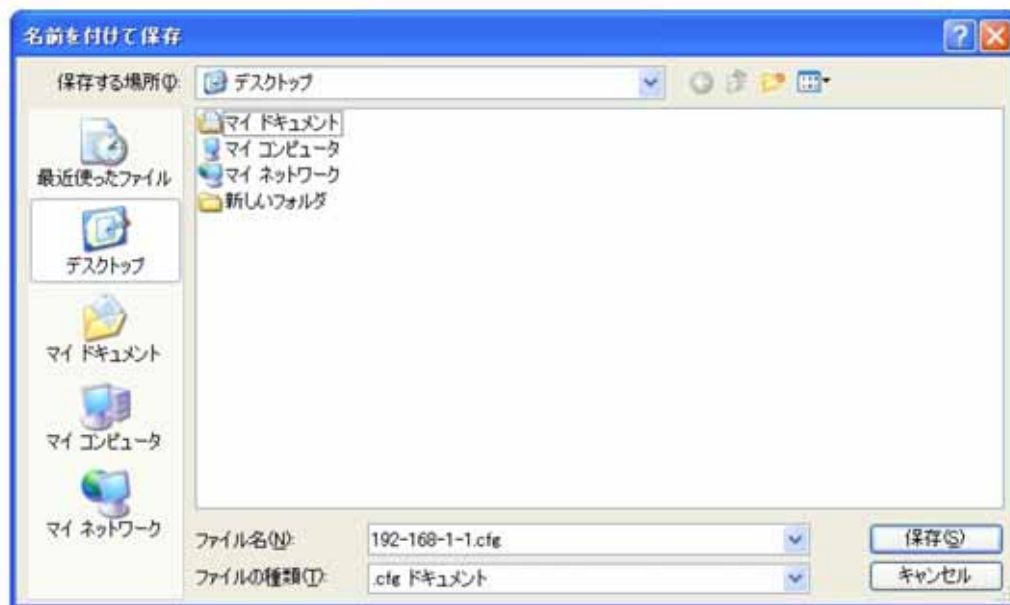 名前を付けて保存
保存する場所(I):
デスクトップ
最近使ったファイル
デスクトップ
マイ ドキュメント
マイ コンピュータ
マイ ネットワーク
マイ ドキュメント
マイ コンピュータ
マイ ネットワーク
新しいフォルダ
ファイル名(N):
192-168-1-1.cfg
保存(S)
ファイルの種類(T):
.cfg ドキュメント
キャンセル